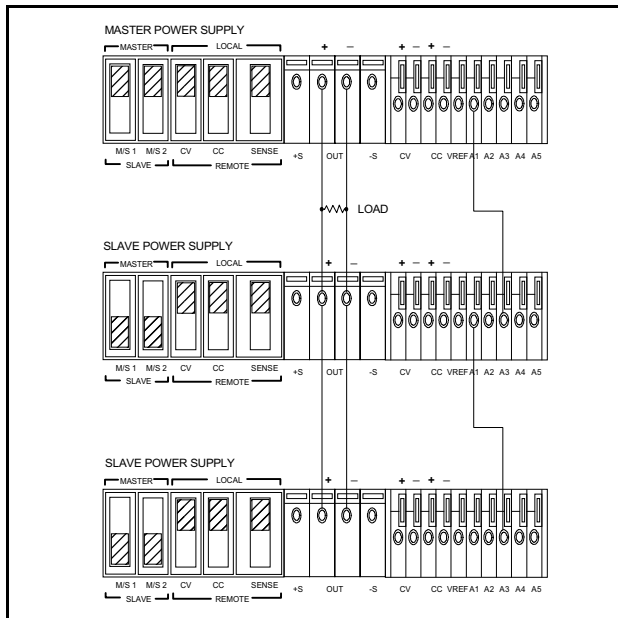 MASTER POWER SUPPLY
MASTER LOCAL + − + − + −
M/S 1 M/S 2 CV CC SENSE +S OUT -S CV CC VREF A1 A2 A3 A4 A5
SLAVE REMOTE
LOAD
SLAVE POWER SUPPLY
MASTER LOCAL + − + − + −
M/S 1 M/S 2 CV CC SENSE +S OUT -S CV CC VREF A1 A2 A3 A4 A5
SLAVE REMOTE
SLAVE POWER SUPPLY
MASTER LOCAL + − + − + −
M/S 1 M/S 2 CV CC SENSE +S OUT -S CV CC VREF A1 A2 A3 A4 A5
SLAVE REMOTE